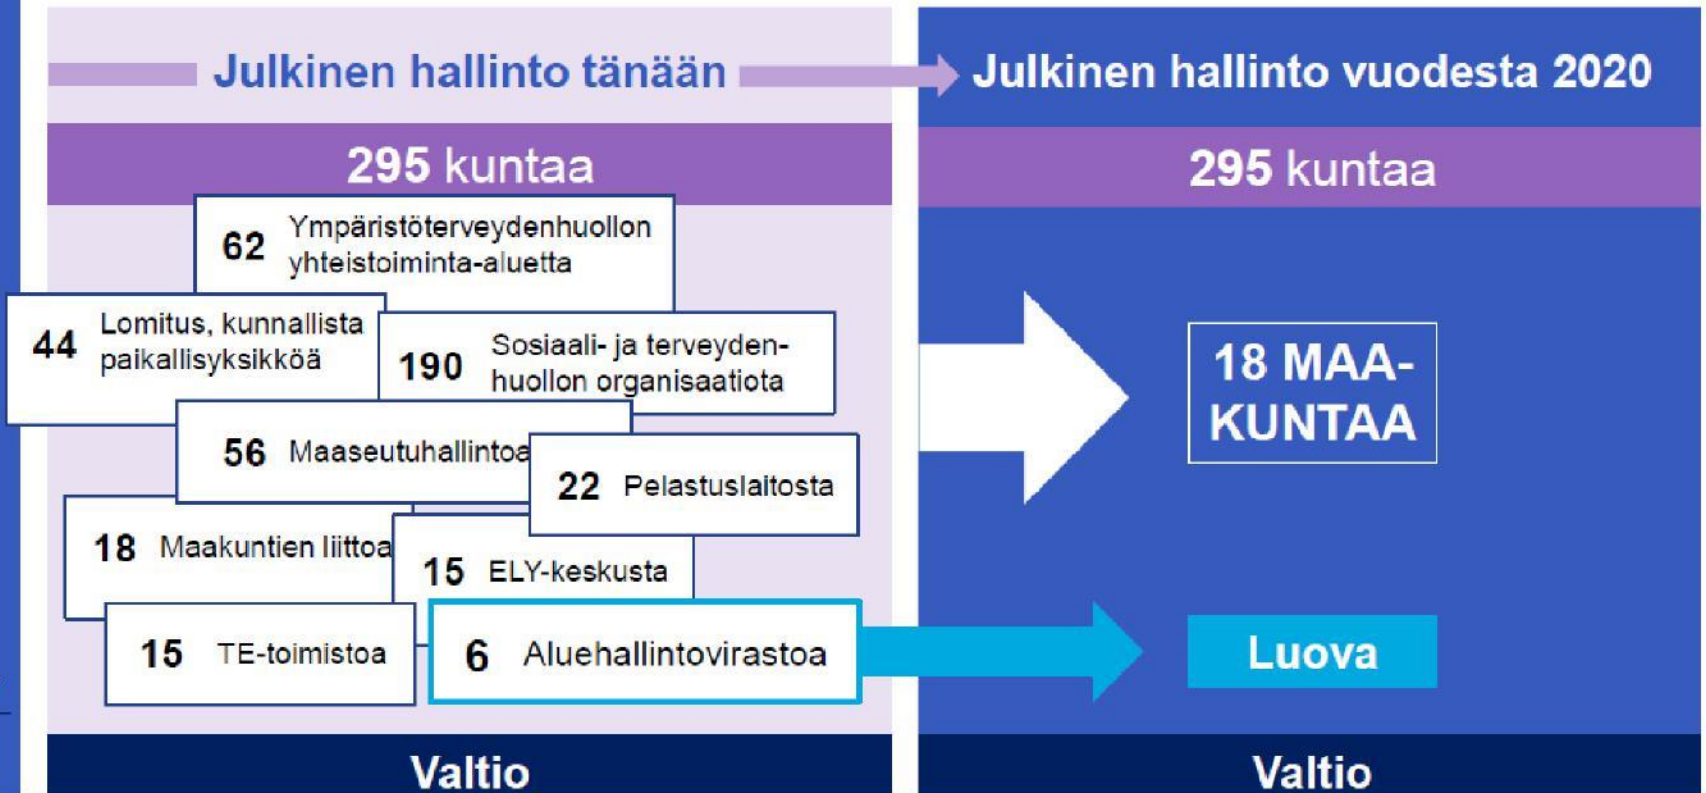 Julkinen hallinto tänään
295 kuntaa
62 Ympäristöterveydenhuollon
yhteistoiminta-aluetta
44 Lomitus, kunnallista
paikallisyksikköä
190 Sosiaali- ja terveyden-
huollon organisaatiota
56 Maaseutuhallintoa
22 Pelastuslaitosta
18 Maakuntien liittoa
15 ELY-keskusta
15 TE-toimistoa
6 Aluehallintovirastoa
Valtio
Julkinen hallinto vuodesta 2020
295 kuntaa
18 MAA-
KUNTAA
Luova
Valtio